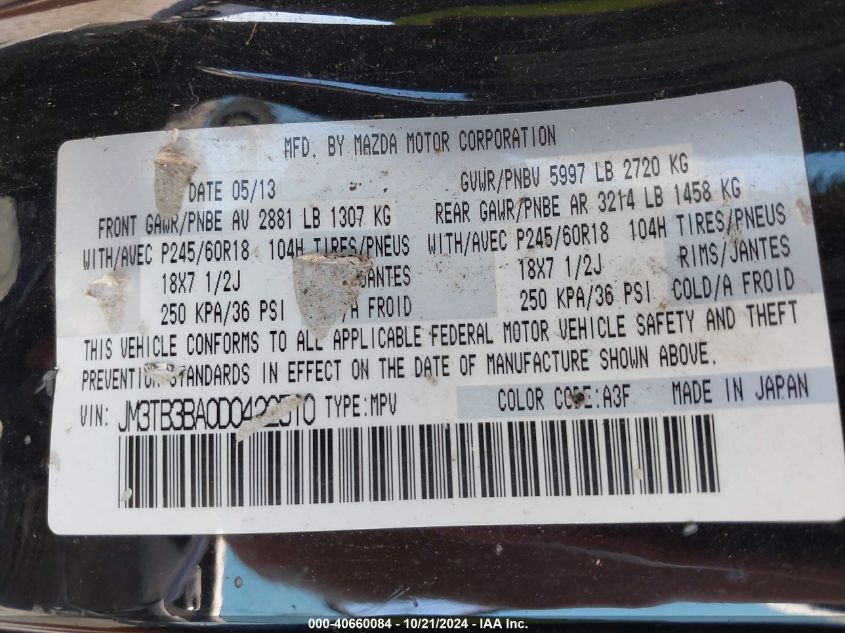 MFD. BY MAZDA MOTOR CORPORATION
DATE 05/13 GVWR/PNBV 5997 LB 2720 KG
FRONT GAWR/PNBE AV 2881 LB 1307 KG REAR GAWR/PNBE AR 3214 LB 1458 KG
WITH/AVEC P245/60R18 104H TIRES/PNEUS WITH/AVEC P245/60R18 104H TIRES/PNEUS
18X7 1/2J /JANTES 18X7 1/2J RIMS/JANTES
250 KPA/36 PSI /A FROID 250 KPA/36 PSI COLD/A FROID
THIS VEHICLE CONFORMS TO ALL APPLICABLE FEDERAL MOTOR VEHICLE SAFETY AND THEFT
PREVENTION STANDARDS IN EFFECT ON THE DATE OF MANUFACTURE SHOWN ABOVE.
VIN: JM3TB3BA0D0422510 TYPE:MPV COLOR CODE:A3F MADE IN JAPAN
000-40660084 - 10/21/2024 - IAA Inc.